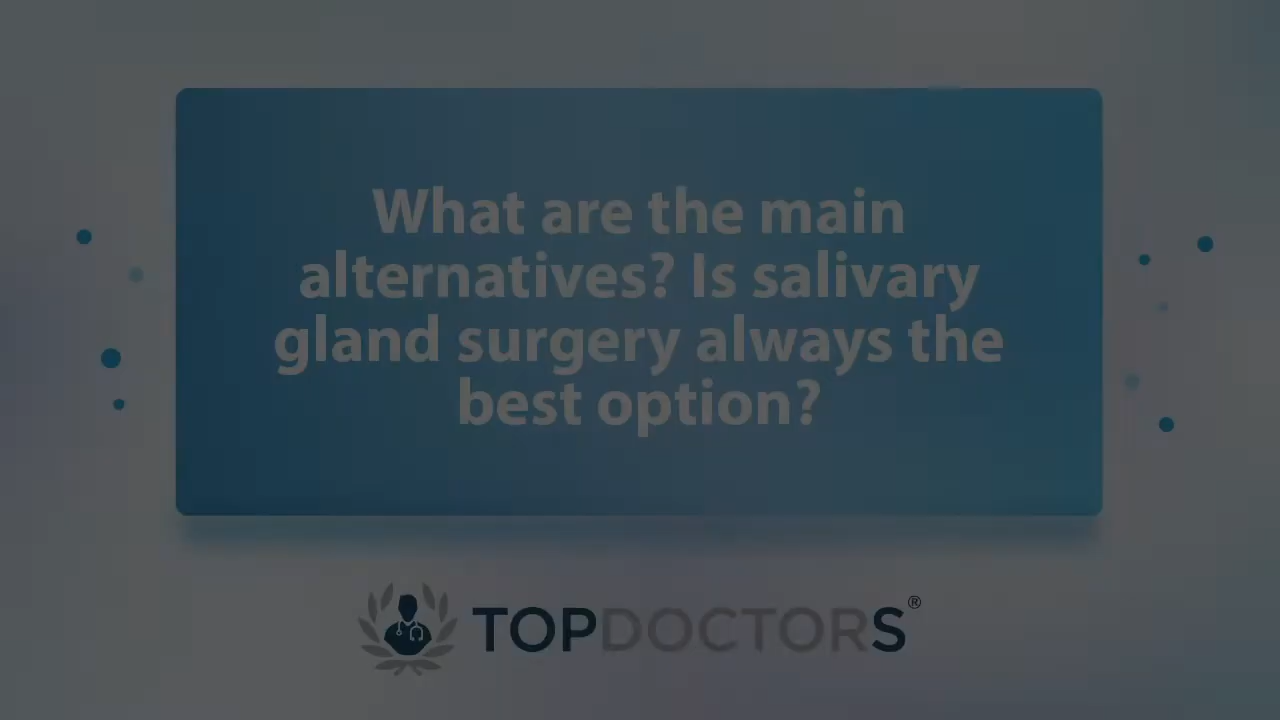 What are the main
alternatives? Is salivary
gland surgery always the
best option?
TOPDOCTORS®